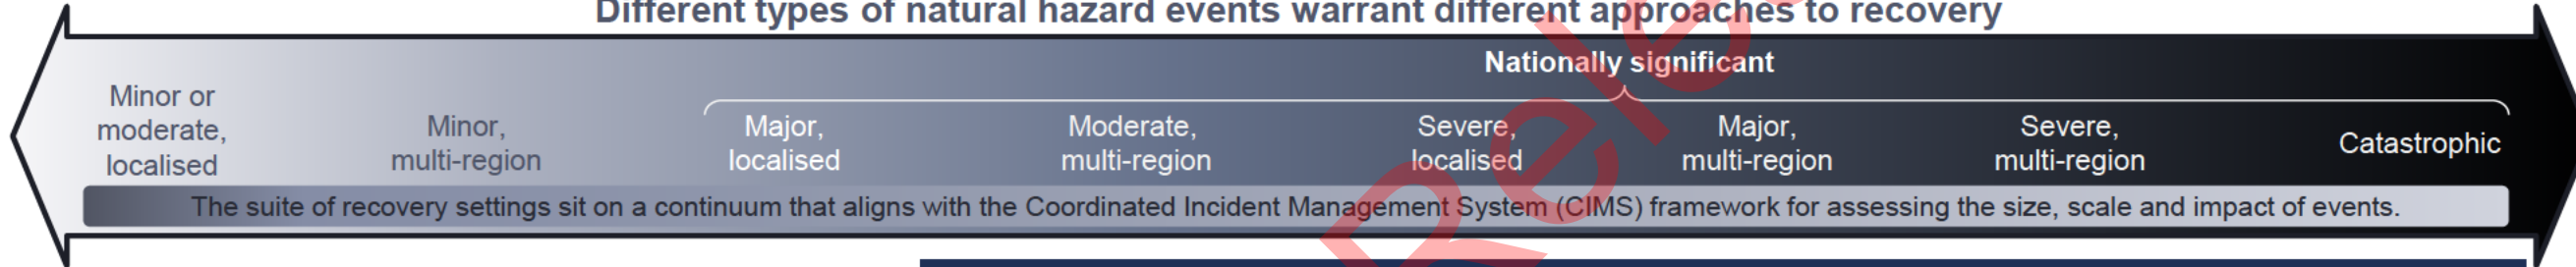 Different types of natural hazard events warrant different approaches to recovery
Nationally significant
Minor or
moderate,
localised
Minor,
multi-region
Major,
localised
Moderate,
multi-region
Severe,
localised
Major,
multi-region
Severe,
multi-region
Catastrophic
The suite of recovery settings sit on a continuum that aligns with the Coordinated Incident Management System (CIMS) framework for assessing the size, scale and impact of events.